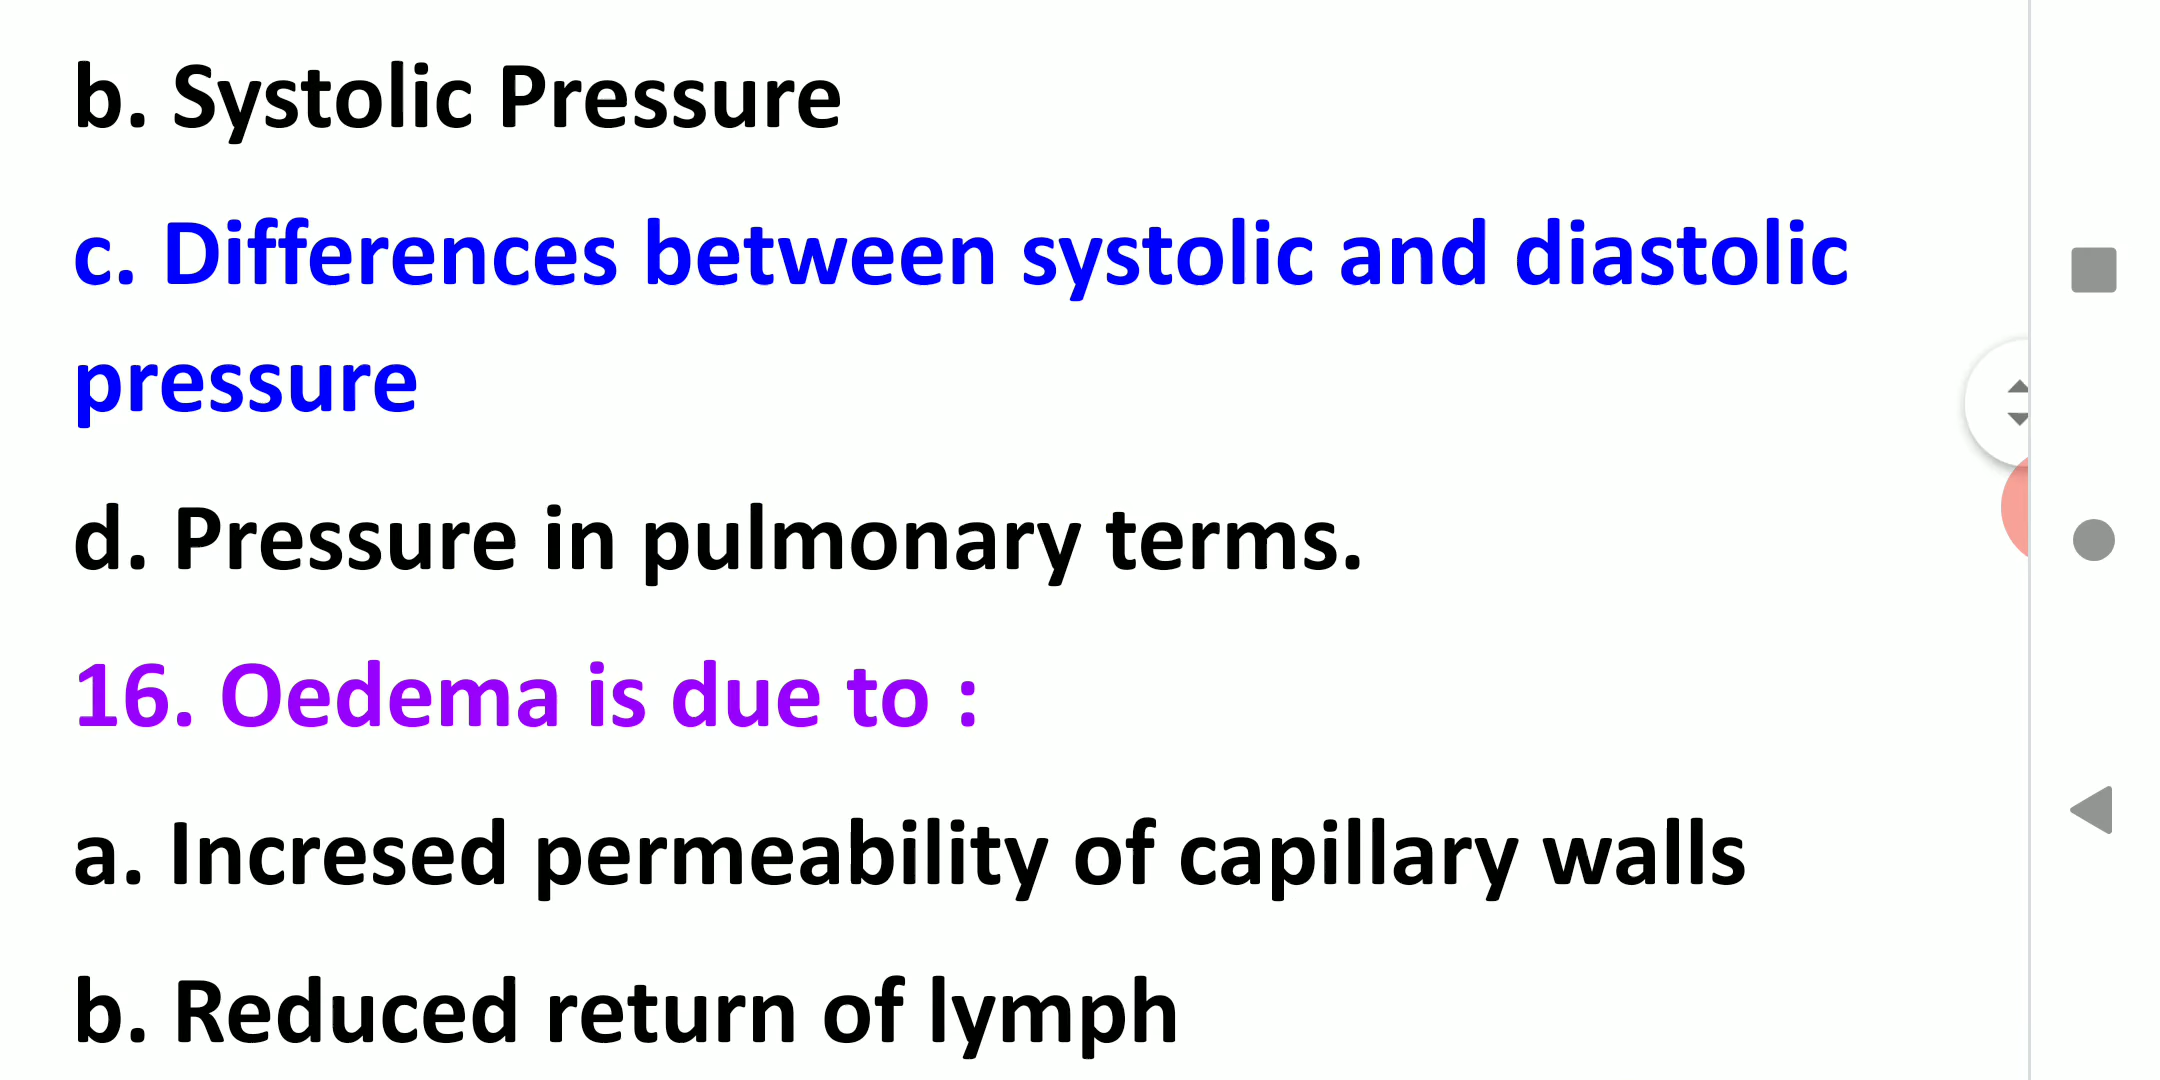 b. Systolic Pressure
c. Differences between systolic and diastolic
pressure
d. Pressure in pulmonary terms.
16. Oedema is due to :
a. Incresed permeability of capillary walls
b. Reduced return of lymph